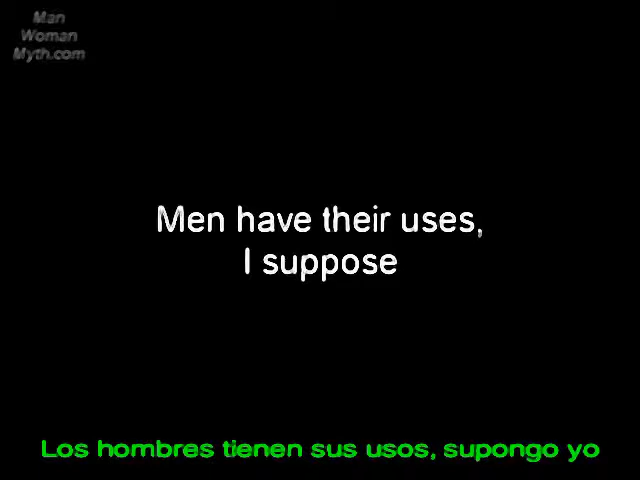 Man
Woman
Myth.com
Men have their uses,
I suppose
Los hombres tienen sus usos, supongo yo